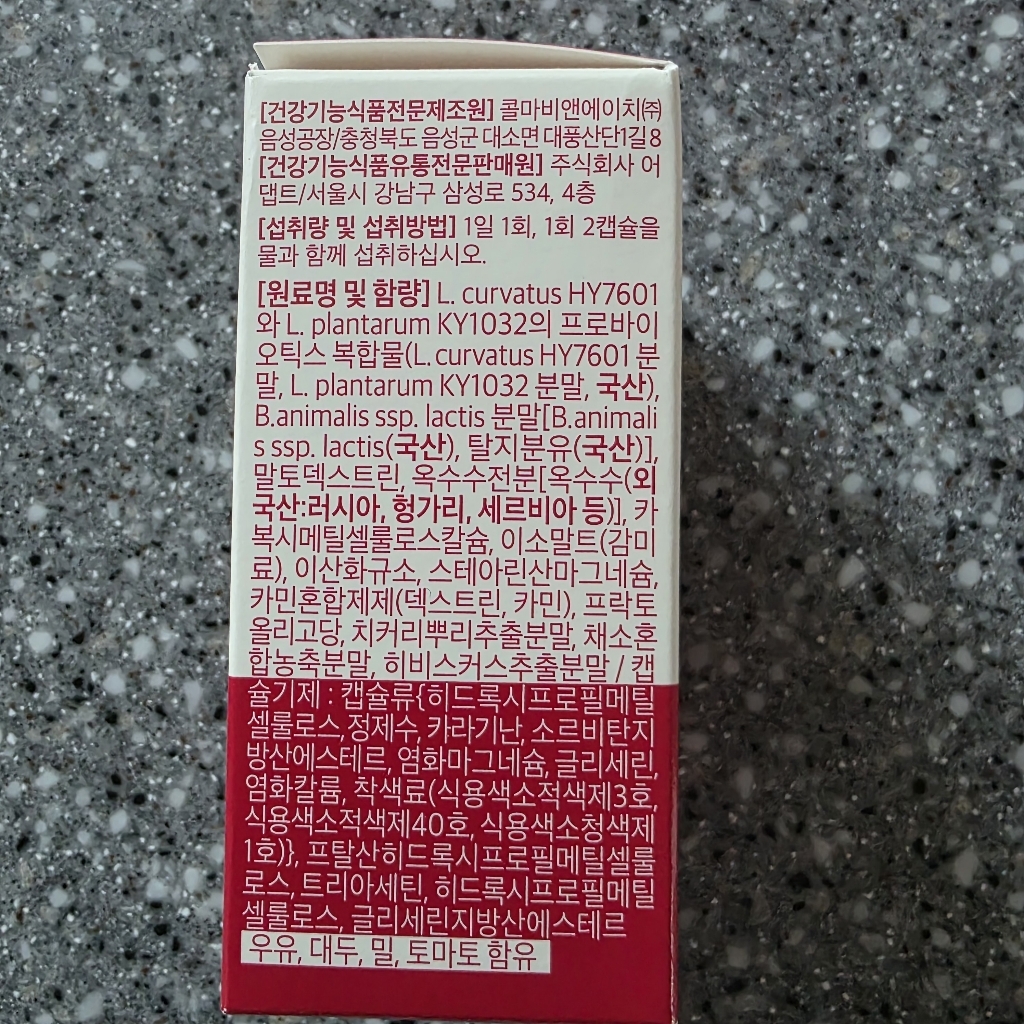 [건강기능식품전문제조원] 콜마비앤에이치㈜
음성공장/충청북도 음성군 대소면 대풍산단1길8
[건강기능식품유통전문판매원] 주식회사 어
댑트/서울시 강남구 삼성로 534, 4층
[섭취량 및 섭취방법] 1일 1회, 1회 2캡슐을
물과 함께 섭취하십시오.
[원료명 및 함량] L. curvatus HY7601
와 L. plantarum KY1032의 프로바이
오틱스 복합물(L. curvatus HY7601 분
말, L. plantarum KY1032 분말, 국산),
B.animalis ssp. lactis 분말[B.animali
s ssp. lactis(국산), 탈지분유(국산)],
말토덱스트린, 옥수수전분[옥수수(외
국산:러시아, 헝가리, 세르비아 등)], 카
복시메틸셀룰로스칼슘, 이소말트(감미
료), 이산화규소, 스테아린산마그네슘,
카민혼합제제(덱스트린, 카민), 프락토
올리고당, 치커리뿌리추출분말, 채소혼
합농축분말, 히비스커스추출분말 / 캡
슐기제 : 캡슐류{히드록시프로필메틸
셀룰로스,정제수, 캬라기난, 소르비탄지
방산에스테르, 염화마그네슘, 글리세린,
염화칼륨, 착색료(식용색소적색제3호,
식용색소적색제40호, 식용색소청색제
1호)}, 프탈산히드록시프로필메틸셀룰
로스, 트리아세틴, 히드록시프로필메틸
셀룰로스, 글리세린지방산에스테르
우유, 대두, 밀, 토마토 함유